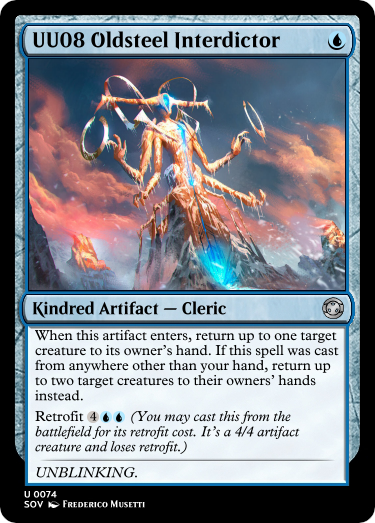 UU08 Oldsteel Interdictor
Kindred Artifact — Cleric
When this artifact enters, return up to one target
creature to its owner's hand. If this spell was cast
from anywhere other than your hand, return up
to two target creatures to their owners' hands
instead.
Retrofit 4 (You may cast this from the
battlefield for its retrofit cost. It's a 4/4 artifact
creature and loses retrofit.)
UNBLINKING.
U 0074
SOV Frederico Musetti